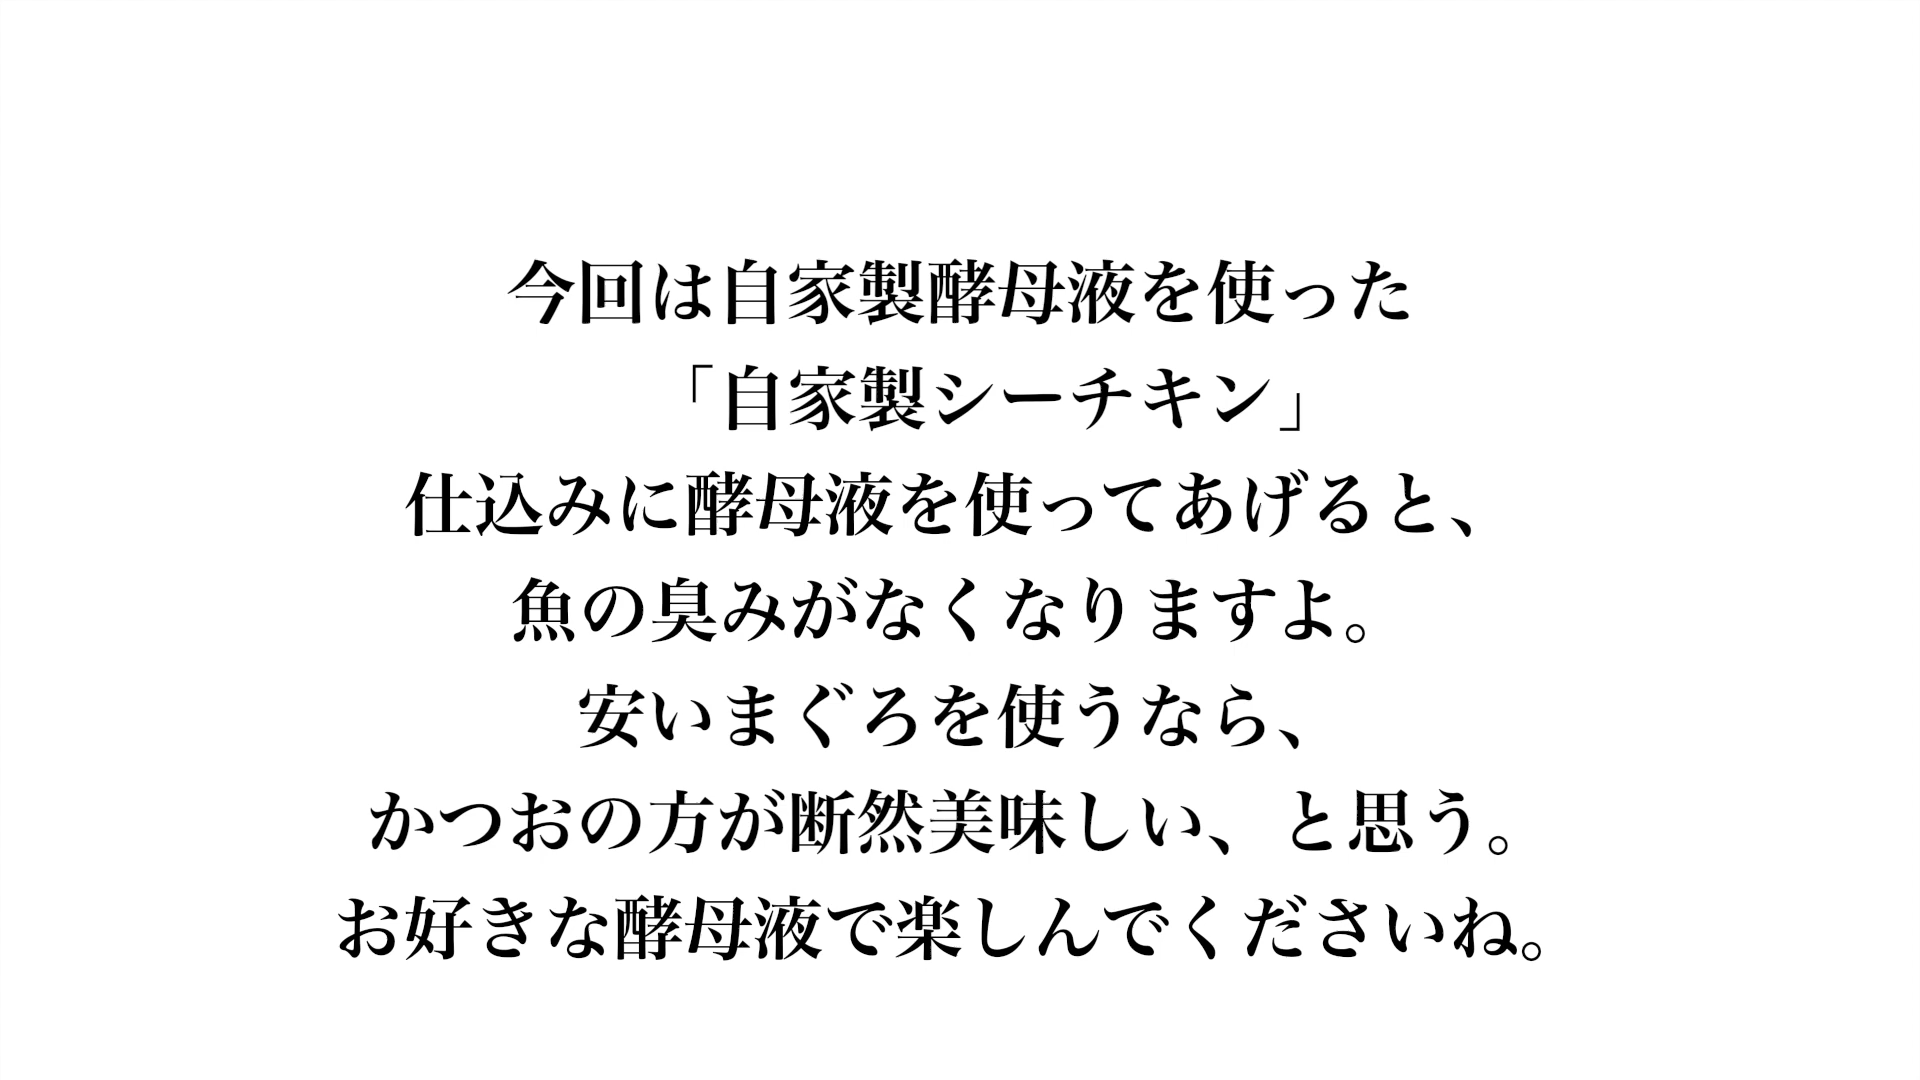 今回は自家製酵母液を使った
「自家製シーチキン」
仕込みに酵母液を使ってあげると、
魚の臭みがなくなりますよ。
安いまぐろを使うなら、
かつおの方が断然美味しい、と思う。
お好きな酵母液で楽しんでくださいね。